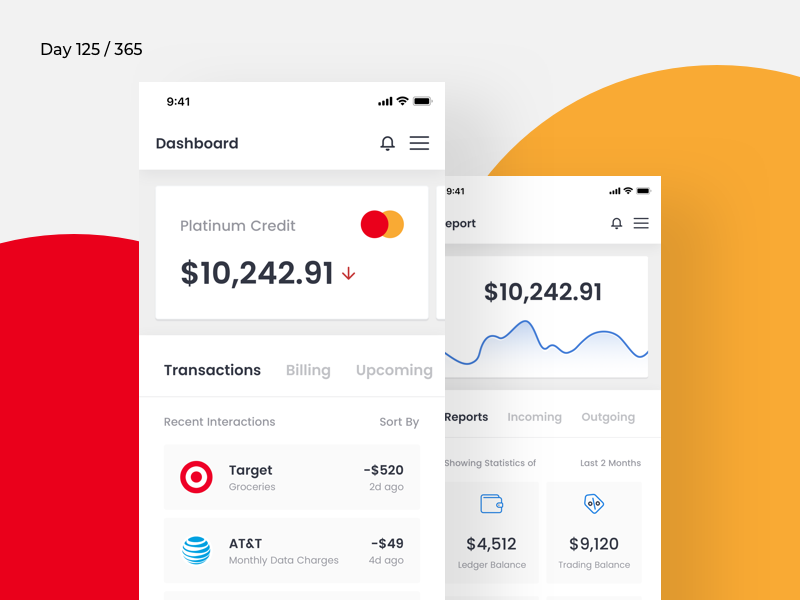 Day 125 / 365
9:41
Dashboard
Platinum Credit
$10,242.91
Transactions Billing Upcoming
Recent Interactions Sort By
Target -$520
Groceries 2d ago
AT&T -$49
Monthly Data Charges 4d ago
9:41
eport
$10,242.91
Reports Incoming Outgoing
Showing Statistics of Last 2 Months
$4,512 $9,120
Ledger Balance Trading Balance